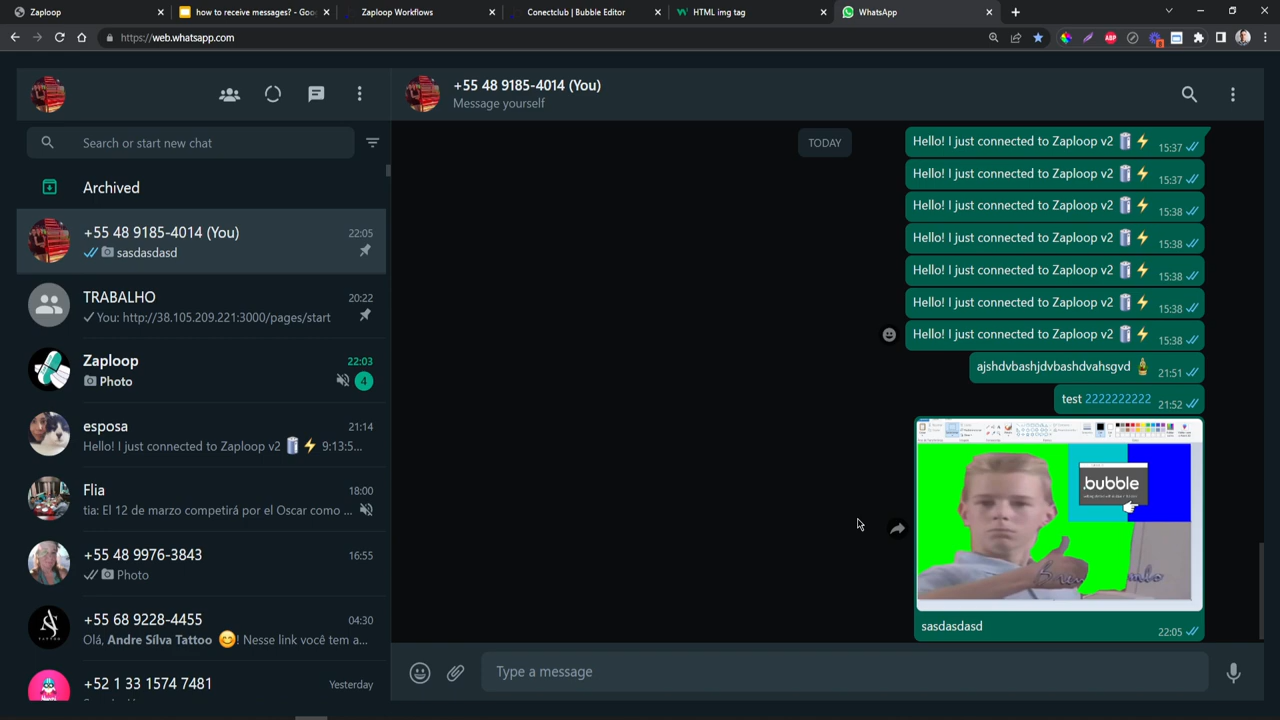 Zaploop
how to receive messages? - Goo
Zaploop Workflows
Conectclub | Bubble Editor
HTML img tag
WhatsApp
https://web.whatsapp.com
+55 48 9185-4014 (You)
Message yourself
Search or start new chat
Archived
+55 48 9185-4014 (You) 22:05
sasdasdasd
TRABALHO 20:22
You: http://38.105.209.221:3000/pages/start
Zaploop 22:03
Photo 4
esposa 21:14
Hello! I just connected to Zaploop v2 🥫⚡ 9:13:5...
Flia 18:00
tia: El 12 de marzo competirá por el Oscar como ...
+55 48 9976-3843 16:55
Photo
+55 68 9228-4455 04:30
Olá, Andre Sílva Tattoo 😊! Nesse link você tem a...
+52 1 33 1574 7481 Yesterday
TODAY
Hello! I just connected to Zaploop v2 🥫⚡ 15:37
Hello! I just connected to Zaploop v2 🥫⚡ 15:37
Hello! I just connected to Zaploop v2 🥫⚡ 15:38
Hello! I just connected to Zaploop v2 🥫⚡ 15:38
Hello! I just connected to Zaploop v2 🥫⚡ 15:38
Hello! I just connected to Zaploop v2 🥫⚡ 15:38
Hello! I just connected to Zaploop v2 🥫⚡ 15:38
ajshdvbashjdvbashdvahsgvd 21:51
test 2222222222 21:52
.bubble
sasdasdasd 22:05
Type a message